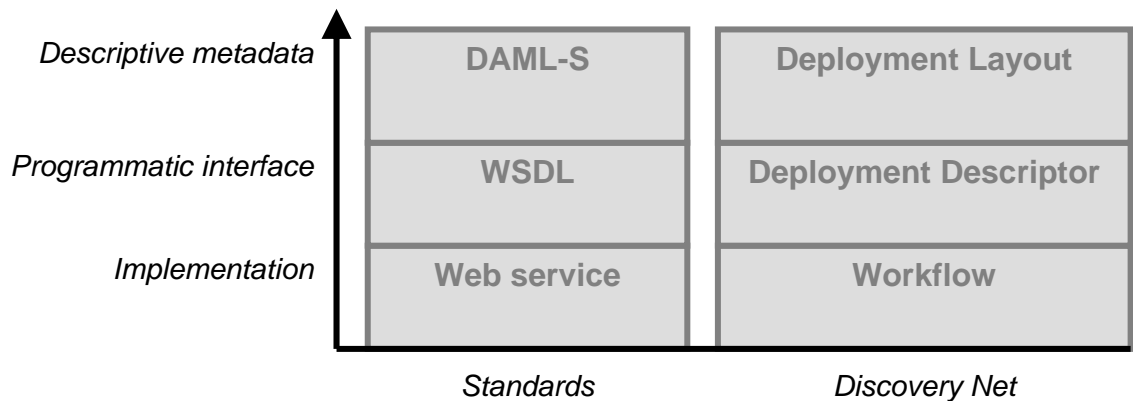 Descriptive metadata DAML-S Deployment Layout
Programmatic interface WSDL Deployment Descriptor
Implementation Web service Workflow
Standards Discovery Net